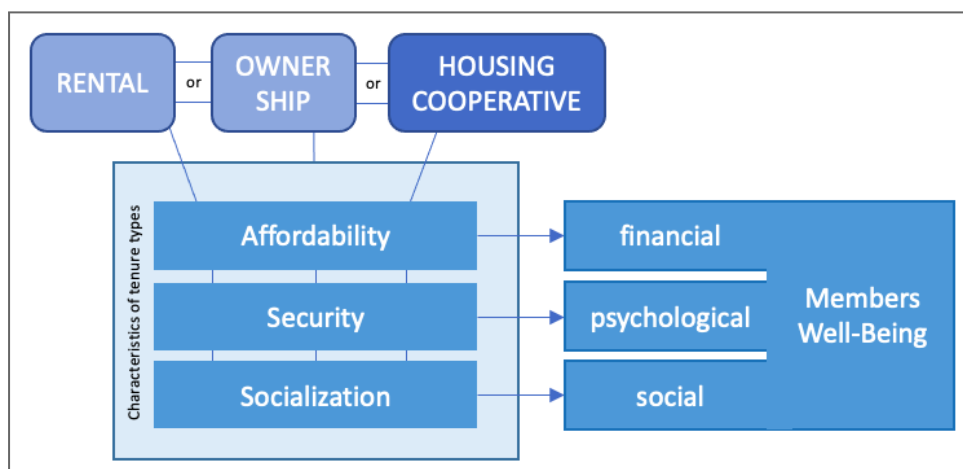 RENTAL
or
OWNER
SHIP
or
HOUSING
COOPERATIVE
Characteristics of tenure types
Affordability
Security
Socialization
financial
psychological
social
Members
Well-Being